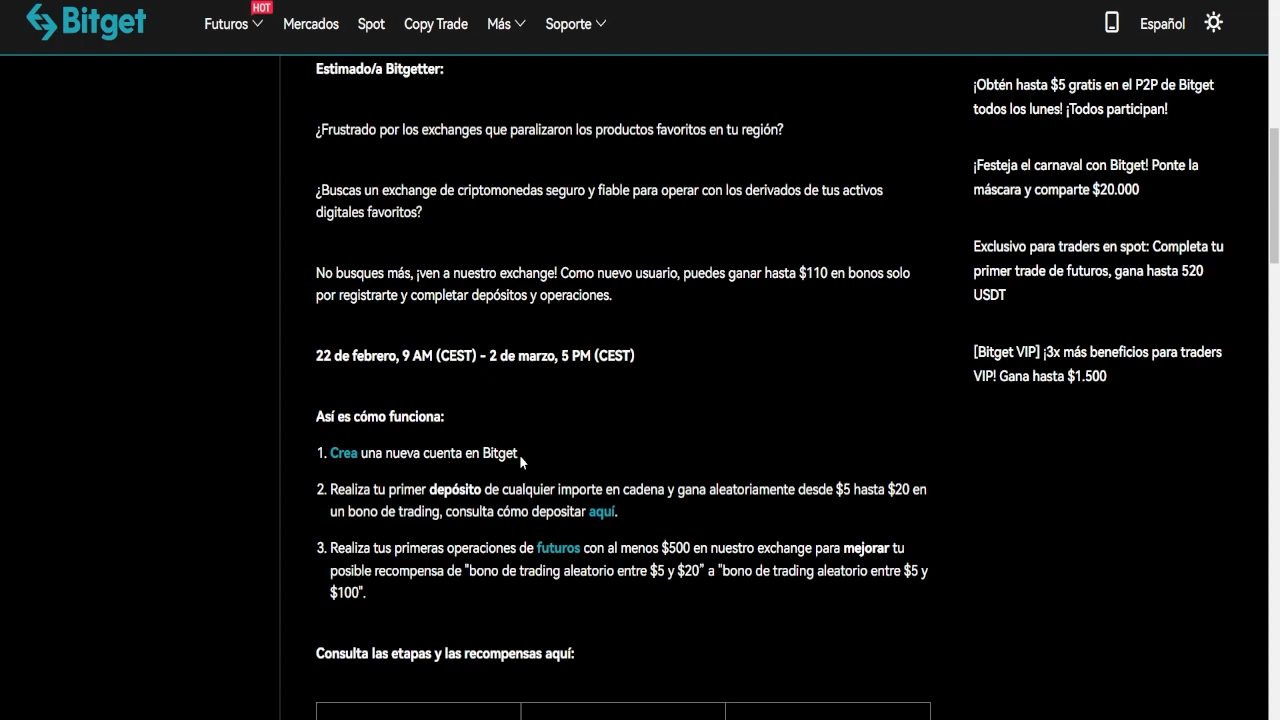 Bitget
Futuros
HOT
Mercados
Spot
Copy Trade
Más
Soporte
Español
Estimado/a Bitgetter:
¿Frustrado por los exchanges que paralizaron los productos favoritos en tu región?
¿Buscas un exchange de criptomonedas seguro y fiable para operar con los derivados de tus activos
digitales favoritos?
No busques más, ¡ven a nuestro exchange! Como nuevo usuario, puedes ganar hasta $110 en bonos solo
por registrarte y completar depósitos y operaciones.
22 de febrero, 9 AM (CEST) - 2 de marzo, 5 PM (CEST)
Así es cómo funciona:
1. Crea una nueva cuenta en Bitget
2. Realiza tu primer depósito de cualquier importe en cadena y gana aleatoriamente desde $5 hasta $20 en
un bono de trading, consulta cómo depositar aquí.
3. Realiza tus primeras operaciones de futuros con al menos $500 en nuestro exchange para mejorar tu
posible recompensa de "bono de trading aleatorio entre $5 y $20” a "bono de trading aleatorio entre $5 y
$100".
Consulta las etapas y las recompensas aquí:
¡Obtén hasta $5 gratis en el P2P de Bitget
todos los lunes! ¡Todos participan!
¡Festeja el carnaval con Bitget! Ponte la
máscara y comparte $20.000
Exclusivo para traders en spot: Completa tu
primer trade de futuros, gana hasta 520
USDT
[Bitget VIP] ¡3x más beneficios para traders
VIP! Gana hasta $1.500